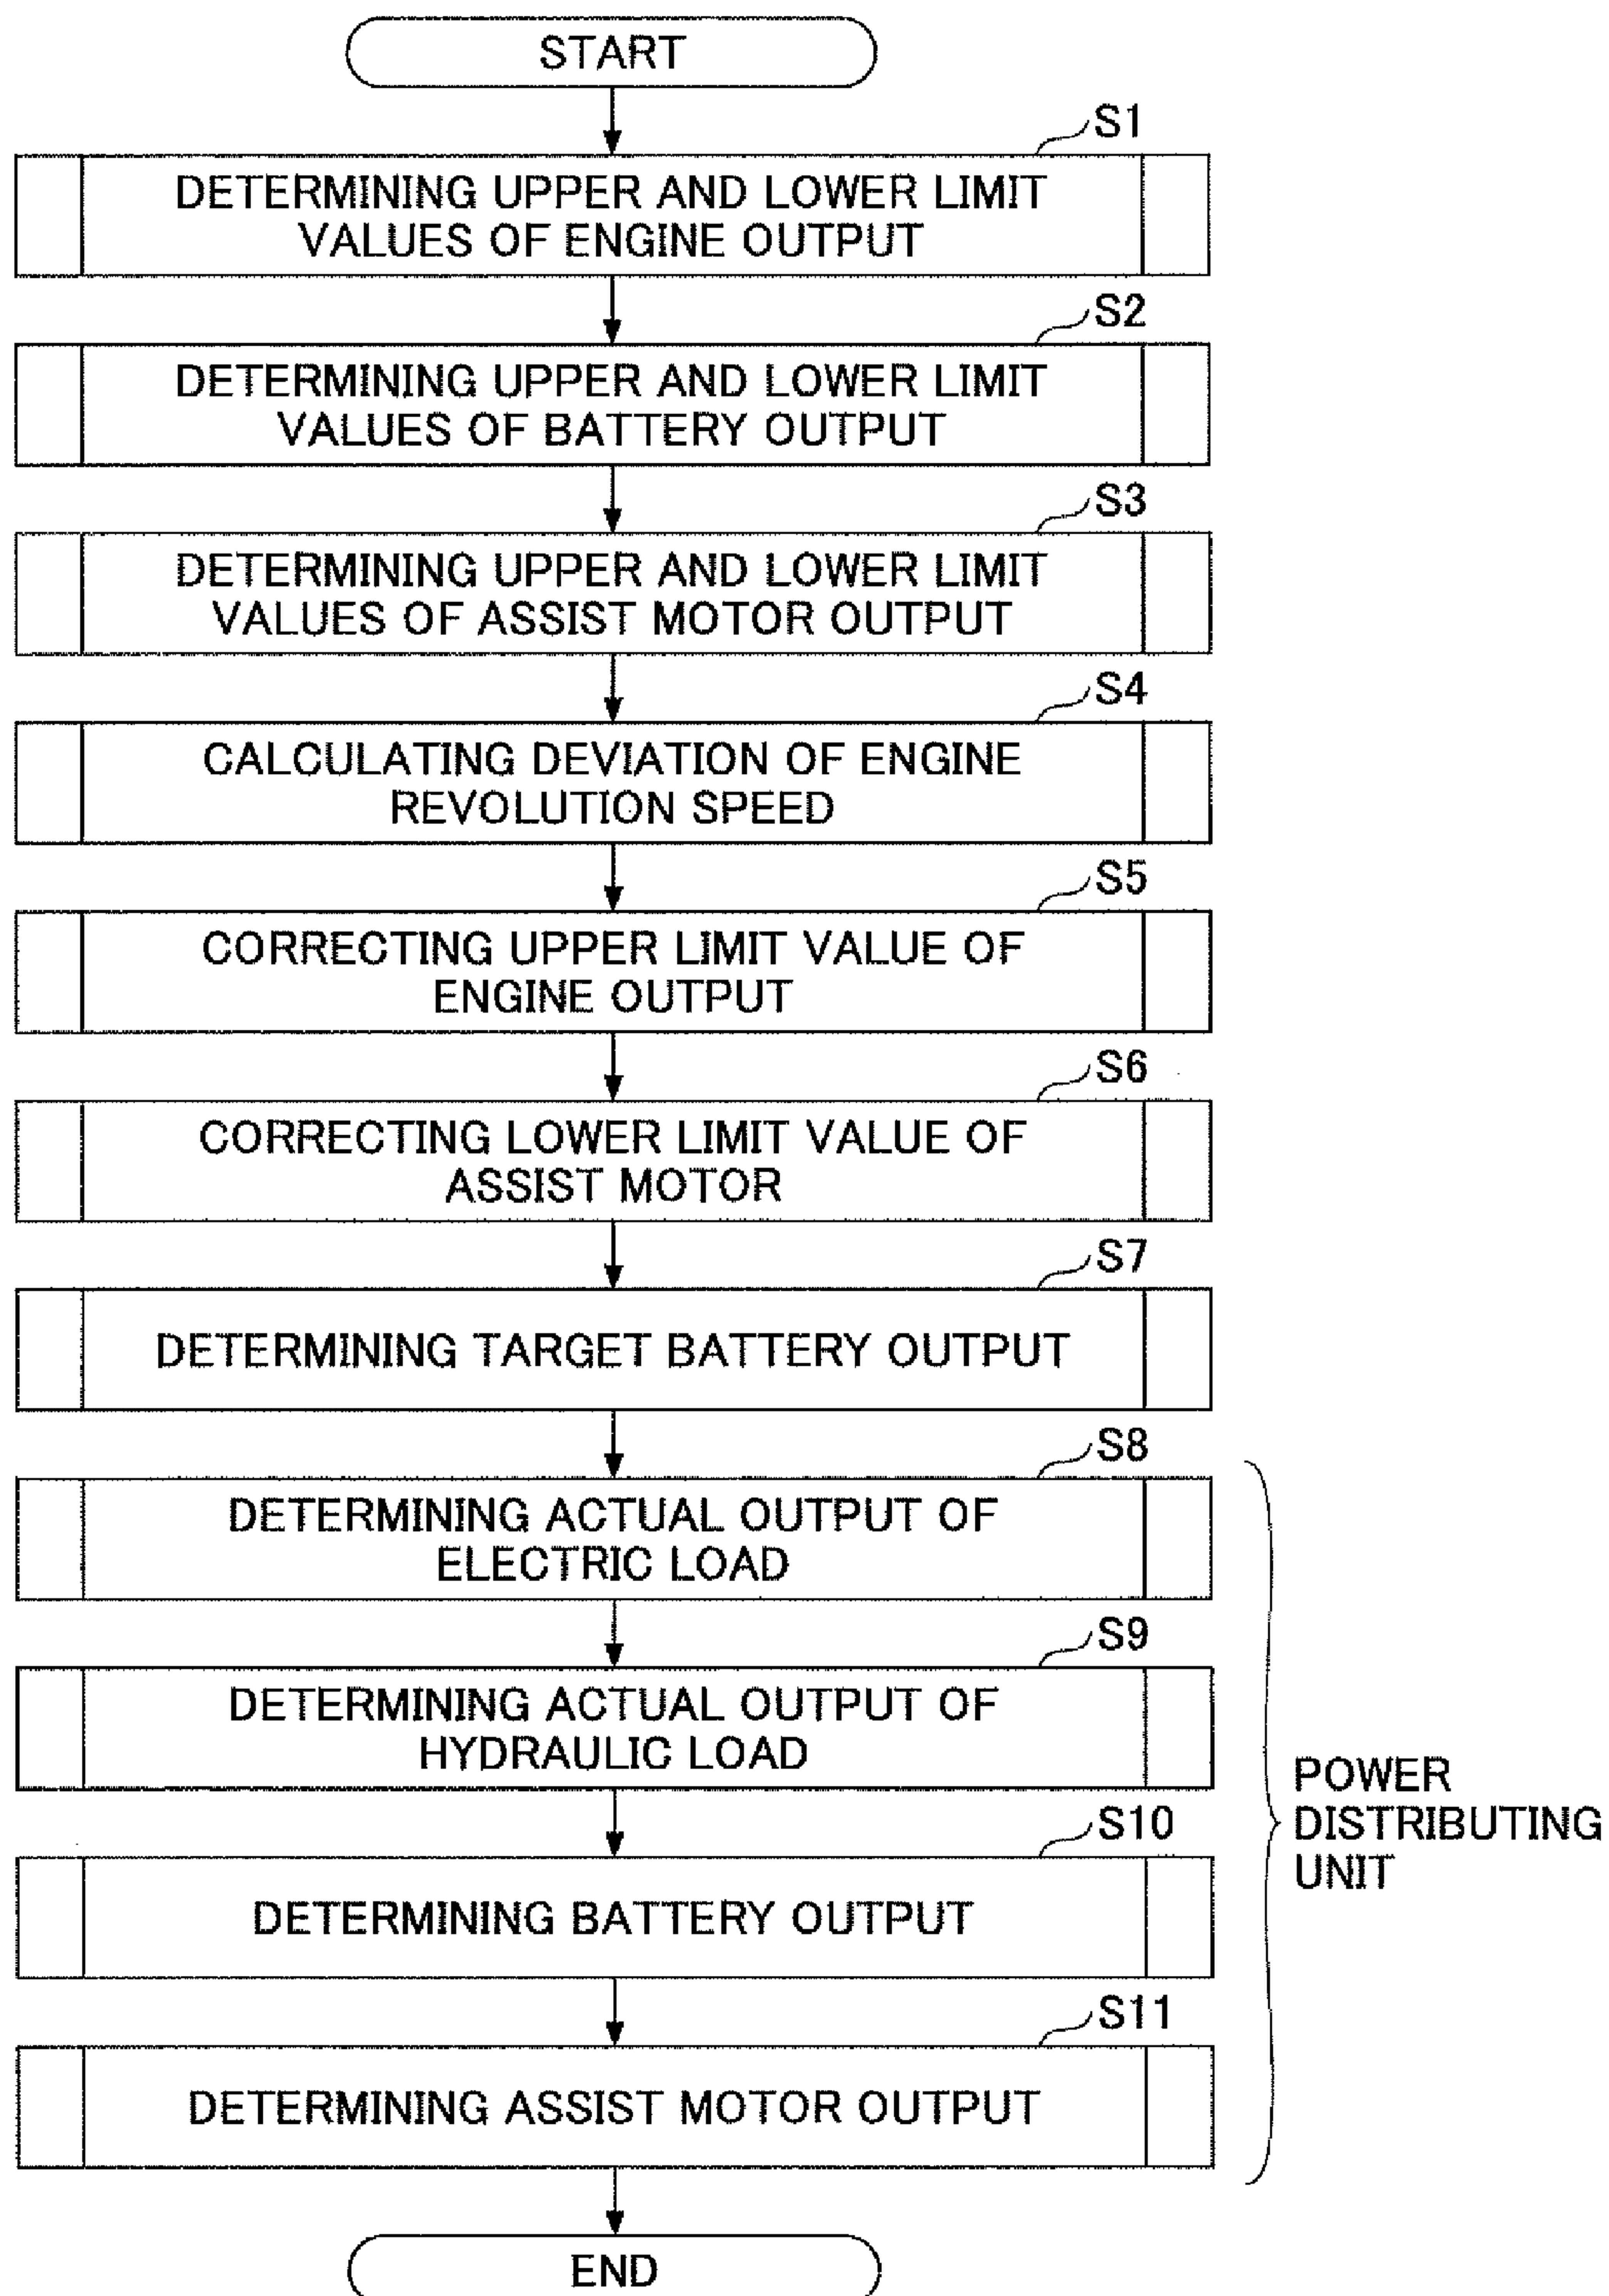 START
S1
DETERMINING UPPER AND LOWER LIMIT
VALUES OF ENGINE OUTPUT
S2
DETERMINING UPPER AND LOWER LIMIT
VALUES OF BATTERY OUTPUT
S3
DETERMINING UPPER AND LOWER LIMIT
VALUES OF ASSIST MOTOR OUTPUT
S4
CALCULATING DEVIATION OF ENGINE
REVOLUTION SPEED
S5
CORRECTING UPPER LIMIT VALUE OF
ENGINE OUTPUT
S6
CORRECTING LOWER LIMIT VALUE OF
ASSIST MOTOR
S7
DETERMINING TARGET BATTERY OUTPUT
S8
DETERMINING ACTUAL OUTPUT OF
ELECTRIC LOAD
S9
DETERMINING ACTUAL OUTPUT OF
HYDRAULIC LOAD
S10
DETERMINING BATTERY OUTPUT
S11
DETERMINING ASSIST MOTOR OUTPUT
POWER
DISTRIBUTING
UNIT
END